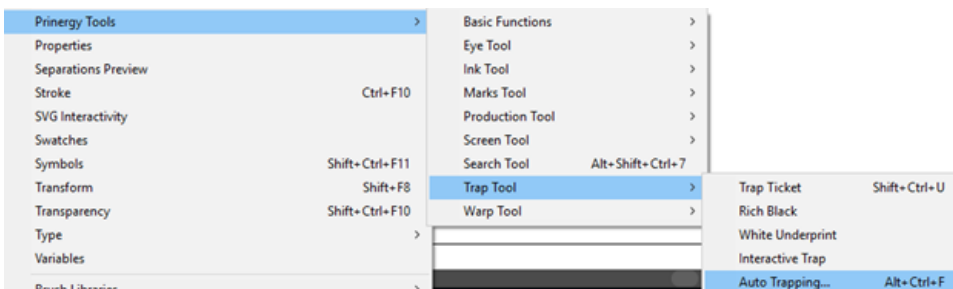 Prinergy Tools
Properties
Separations Preview
Stroke Ctrl+F10
SVG Interactivity
Swatches
Symbols Shift+Ctrl+F11
Transform Shift+F8
Transparency Shift+Ctrl+F10
Type
Variables
Brush Libraries
Basic Functions
Eye Tool
Ink Tool
Marks Tool
Production Tool
Screen Tool
Search Tool Alt+Shift+Ctrl+7
Trap Tool
Warp Tool
Trap Ticket Shift+Ctrl+U
Rich Black
White Underprint
Interactive Trap
Auto Trapping... Alt+Ctrl+F